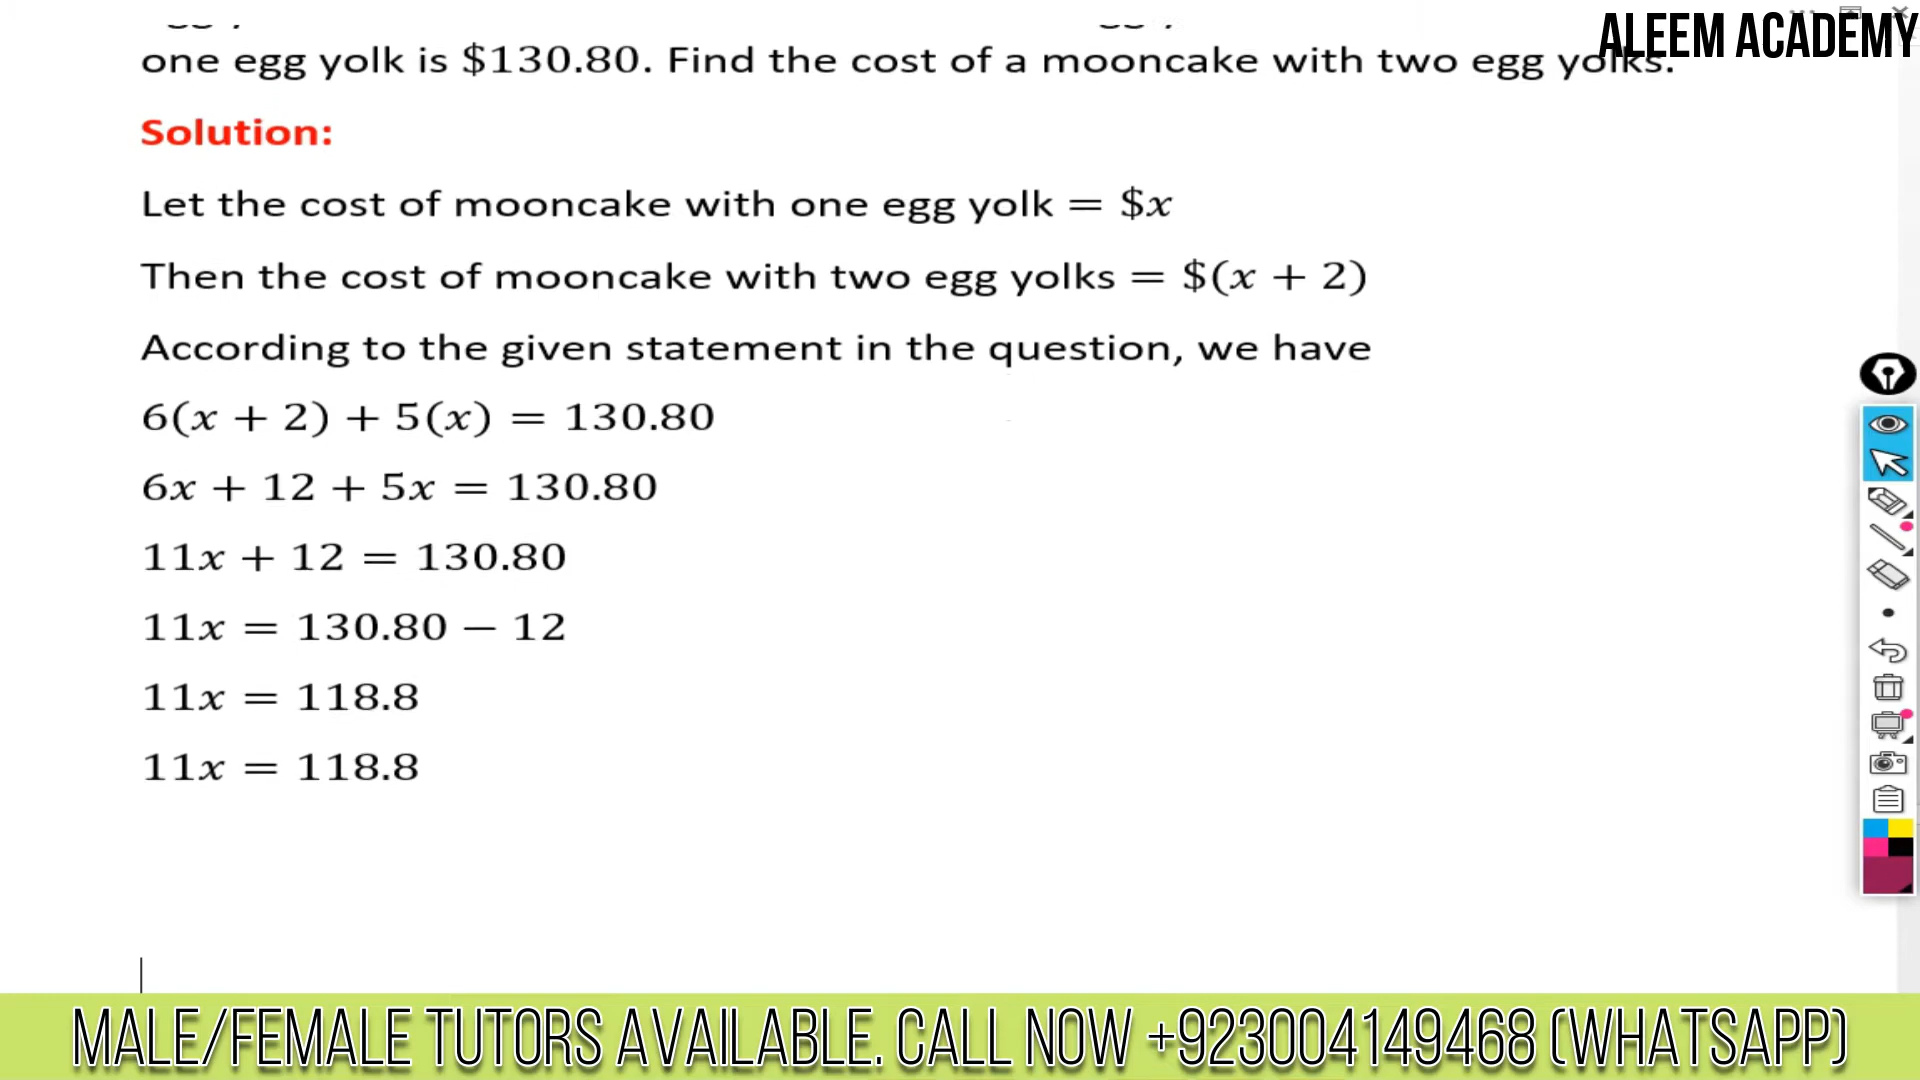 ALEEM ACADEMY
one egg yolk is $130.80. Find the cost of a mooncake with two egg yolks.
Solution:
Let the cost of mooncake with one egg yolk = $x
Then the cost of mooncake with two egg yolks = $(x + 2)
According to the given statement in the question, we have
6(x + 2) + 5(x) = 130.80
6x + 12 + 5x = 130.80
11x + 12 = 130.80
11x = 130.80 − 12
11x = 118.8
11x = 118.8
MALE/FEMALE TUTORS AVAILABLE. CALL NOW +923004149468 (WHATSAPP)